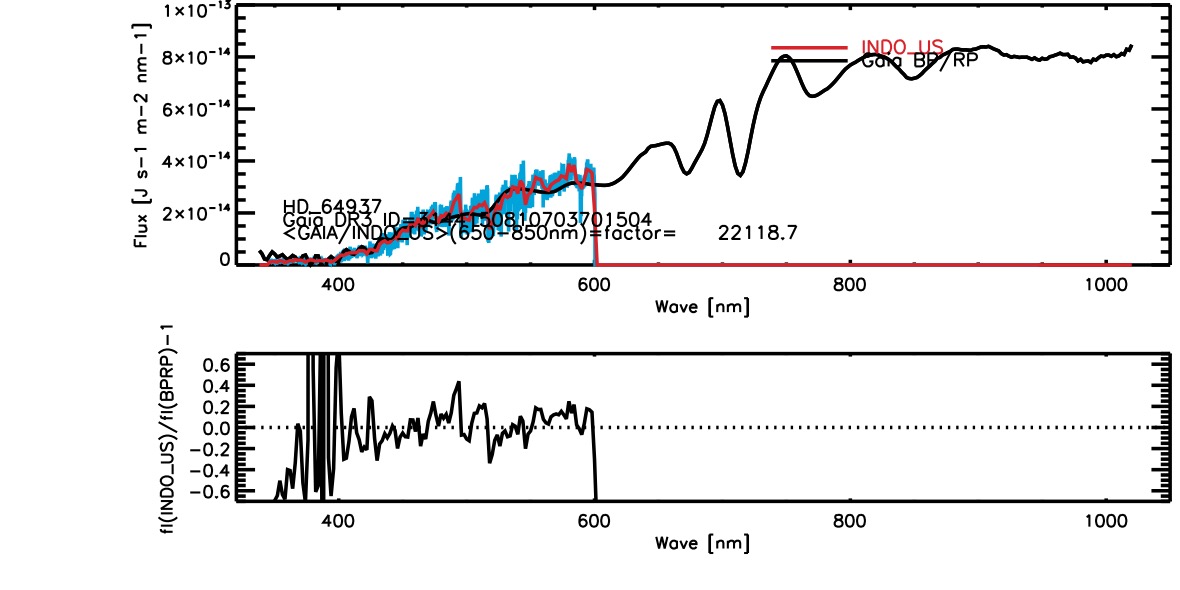 1×10−13
8×10−14
6×10−14
4×10−14
2×10−14
0
Flux [J s−1 m−2 nm−1]
INDO_US
Gaia BP/RP
HD_64937
Gaia DR3 ID=
<GAIA/INDO_US>(650−850nm)=factor= 22118.7
400 600 800 1000
Wave [nm]
fl(INDO_US)/fl(BPRP)−1
0.6
0.4
0.2
0.0
−0.2
−0.4
−0.6
400 600 800 1000
Wave [nm]